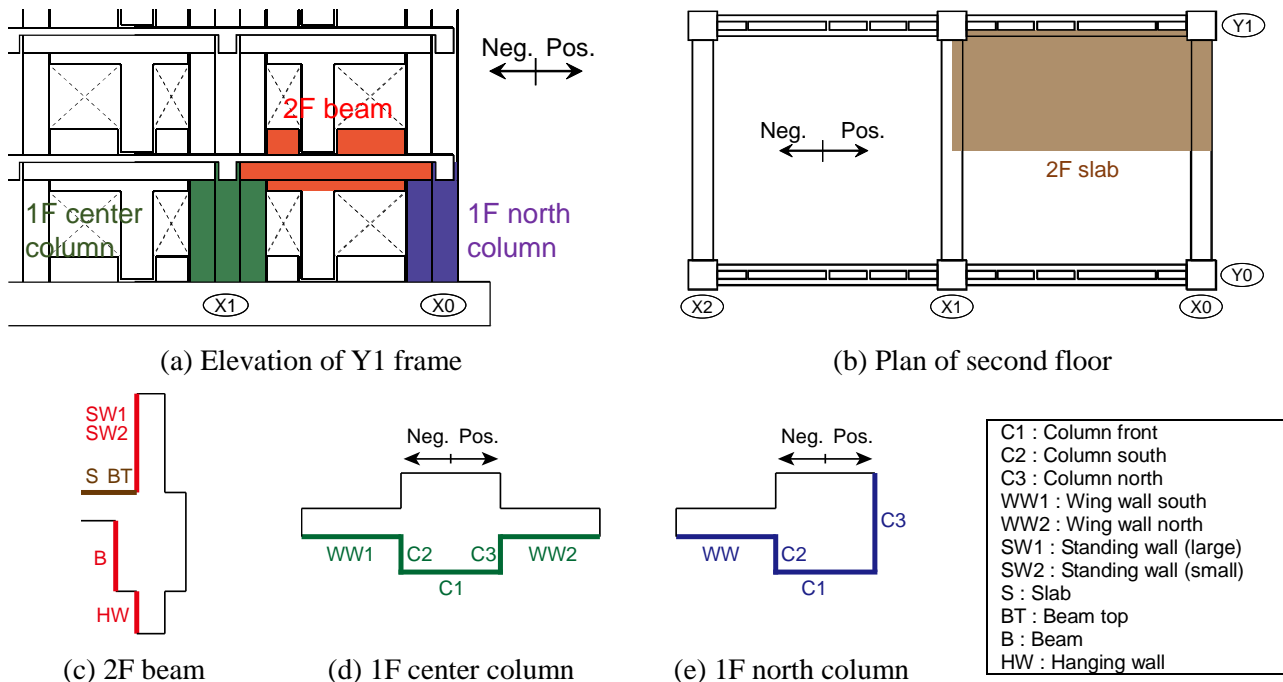 Neg. Pos.
2F beam
1F center
column
1F north
column
X1
X0
(a) Elevation of Y1 frame
Y1
Neg. Pos.
2F slab
Y0
X2
X1
X0
(b) Plan of second floor
SW1
SW2
S BT
B
HW
(c) 2F beam
Neg. Pos.
WW1
C2
C3
WW2
C1
(d) 1F center column
Neg. Pos.
C3
WW
C2
C1
(e) 1F north column
C1 : Column front
C2 : Column south
C3 : Column north
WW1 : Wing wall south
WW2 : Wing wall north
SW1 : Standing wall (large)
SW2 : Standing wall (small)
S : Slab
BT : Beam top
B : Beam
HW : Hanging wall